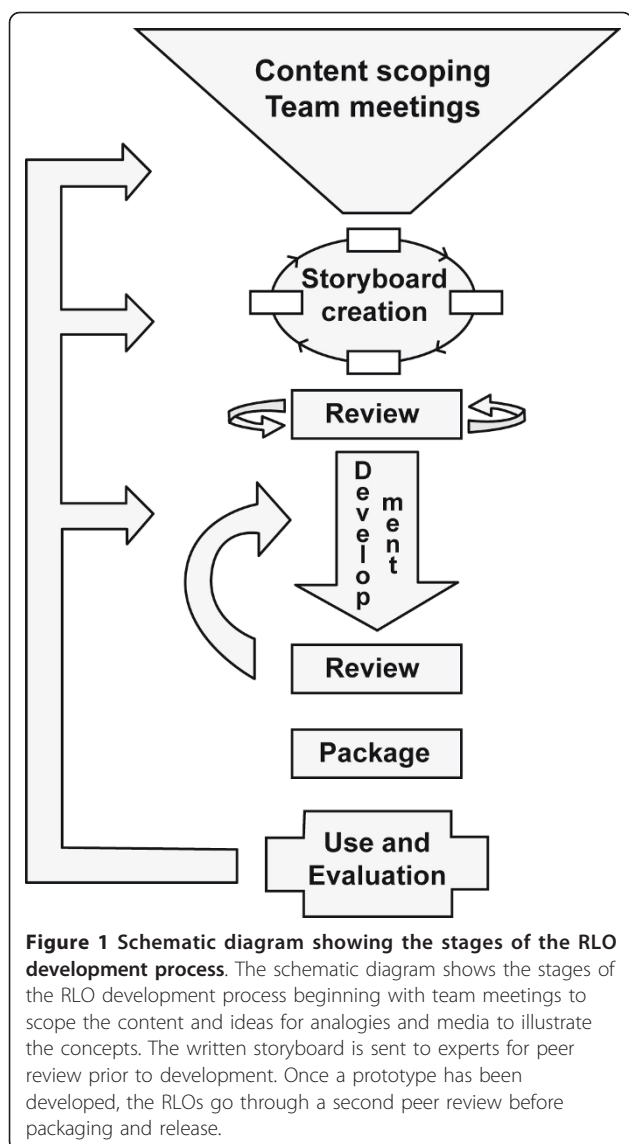 Content scoping
Team meetings
Storyboard
creation
Review
Develop
ment
Review
Package
Use and
Evaluation
Figure 1 Schematic diagram showing the stages of the RLO
development process. The schematic diagram shows the stages of
the RLO development process beginning with team meetings to
scope the content and ideas for analogies and media to illustrate
the concepts. The written storyboard is sent to experts for peer
review prior to development. Once a prototype has been
developed, the RLOs go through a second peer review before
packaging and release.